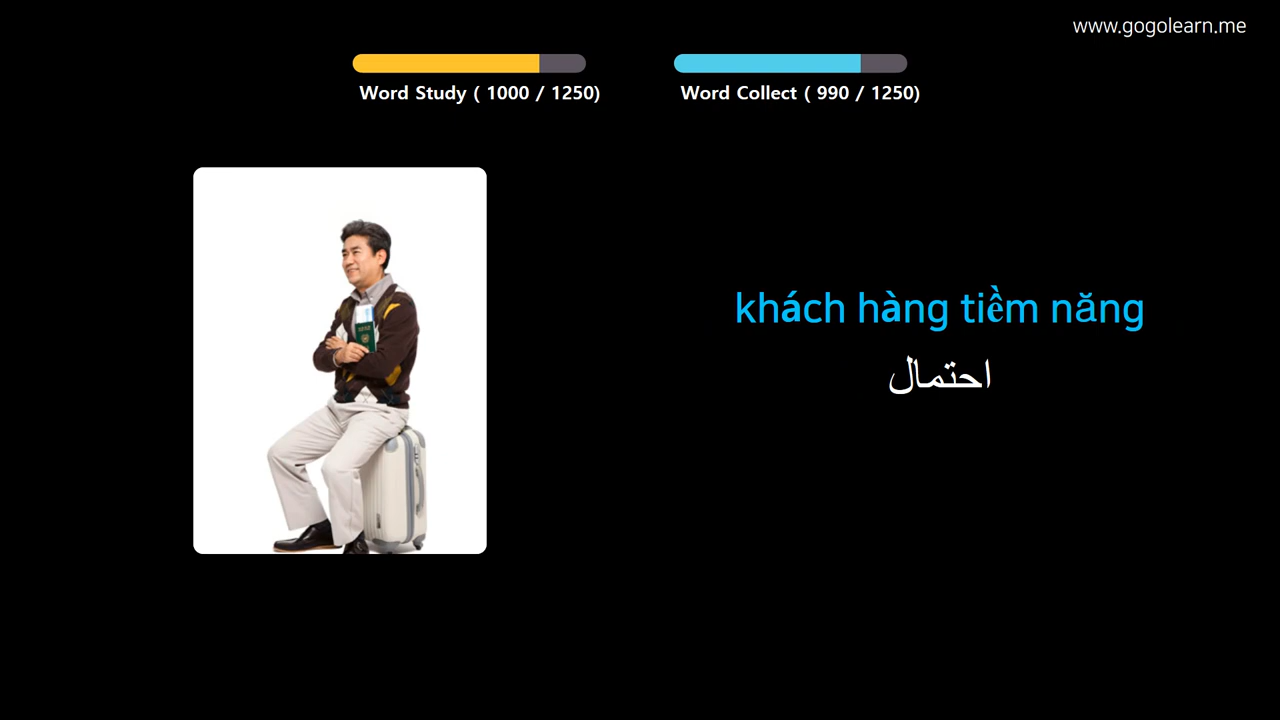 www.gogolearn.me
Word Study ( 1000 / 1250)
Word Collect ( 990 / 1250)
khách hàng tiềm năng
احتمال